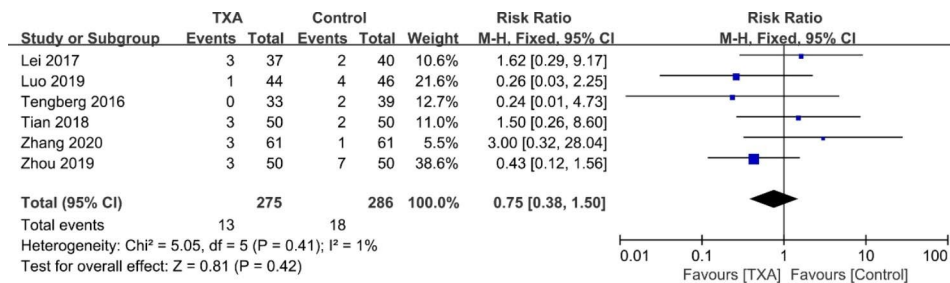 TXA Control Risk Ratio Risk Ratio
Study or Subgroup Events Total Events Total Weight M-H, Fixed, 95% CI M-H, Fixed, 95% CI
Lei 2017 3 37 2 40 10.6% 1.62 [0.29, 9.17]
Luo 2019 1 44 4 46 21.6% 0.26 [0.03, 2.25]
Tengberg 2016 0 33 2 39 12.7% 0.24 [0.01, 4.73]
Tian 2018 3 50 2 50 11.0% 1.50 [0.26, 8.60]
Zhang 2020 3 61 1 61 5.5% 3.00 [0.32, 28.04]
Zhou 2019 3 50 7 50 38.6% 0.43 [0.12, 1.56]
Total (95% CI) 275 286 100.0% 0.75 [0.38, 1.50]
Total events 13 18
Heterogeneity: Chi² = 5.05, df = 5 (P = 0.41); I² = 1%
Test for overall effect: Z = 0.81 (P = 0.42)
0.01 0.1 1 10 100
Favours [TXA] Favours [Control]